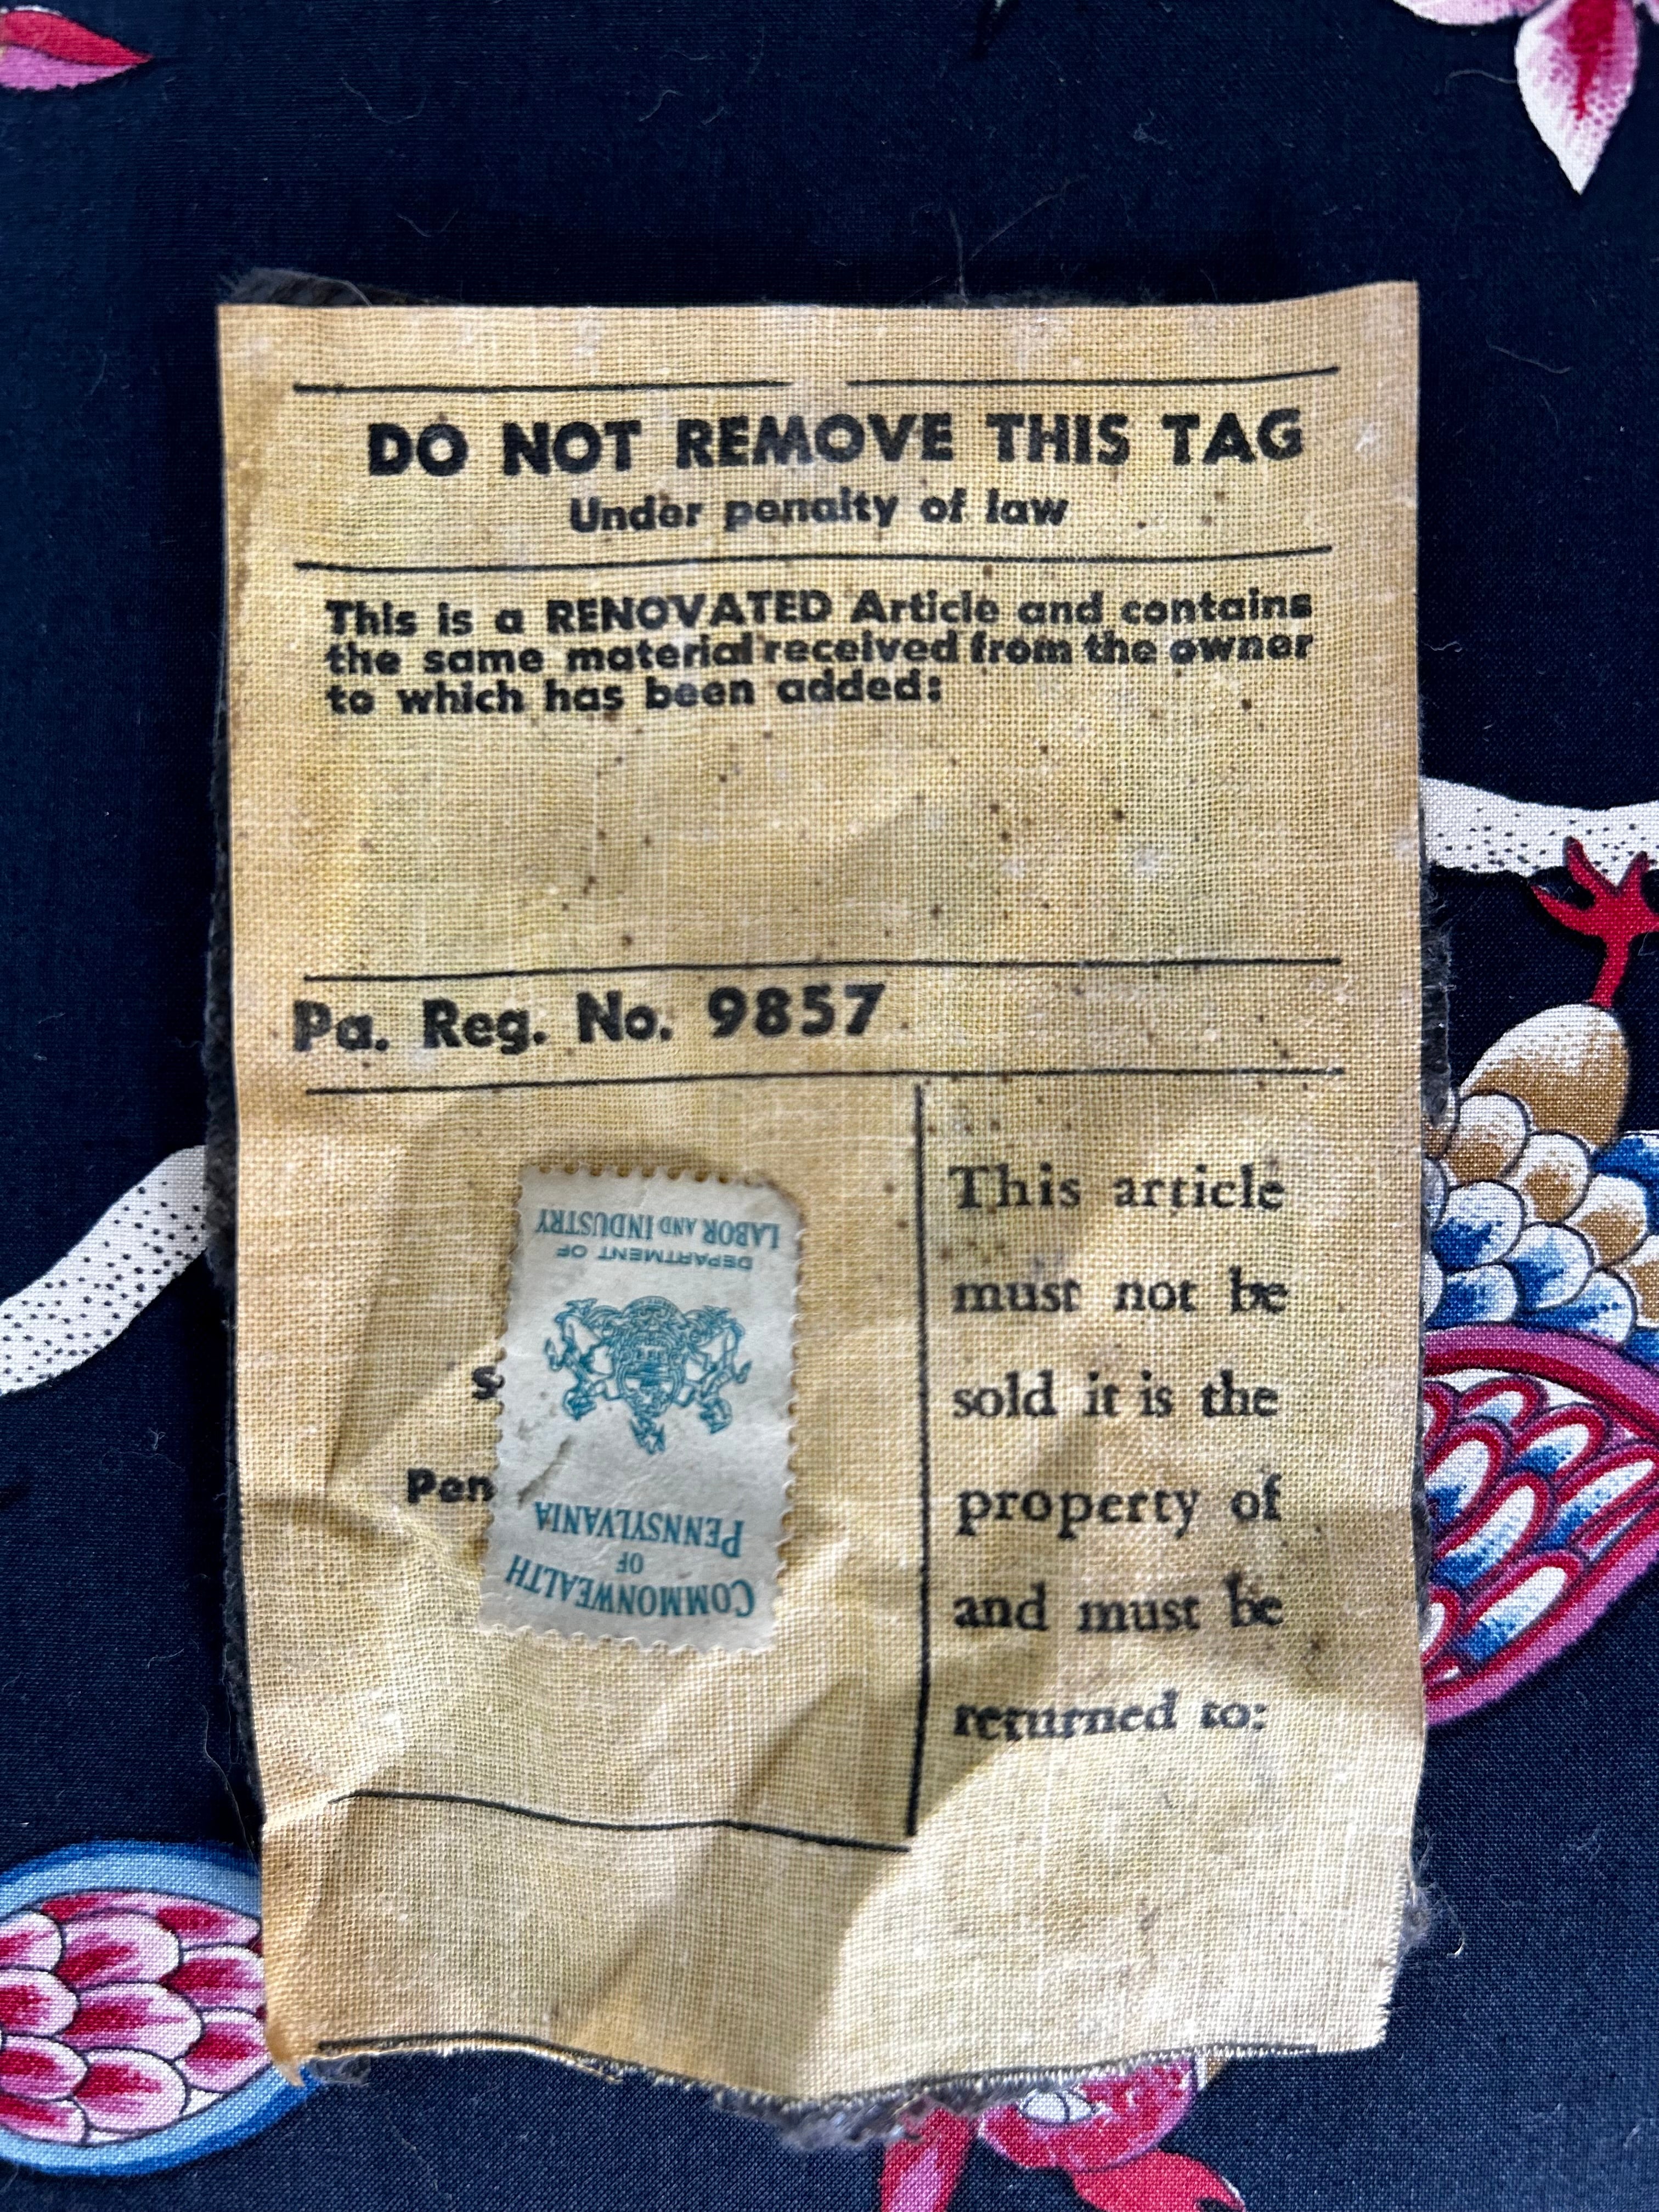 DO NOT REMOVE THIS TAG
Under penalty of law
This is a RENOVATED Article and contains
the same material received from the owner
to which has been added:
Pa. Reg. No. 9857
S
Pen
LABOR AND INDUSTRY
DEPARTMENT OF
PENNSYLVANIA
OF
COMMONWEALTH
This article
must not be
sold it is the
property of
and must be
returned to: